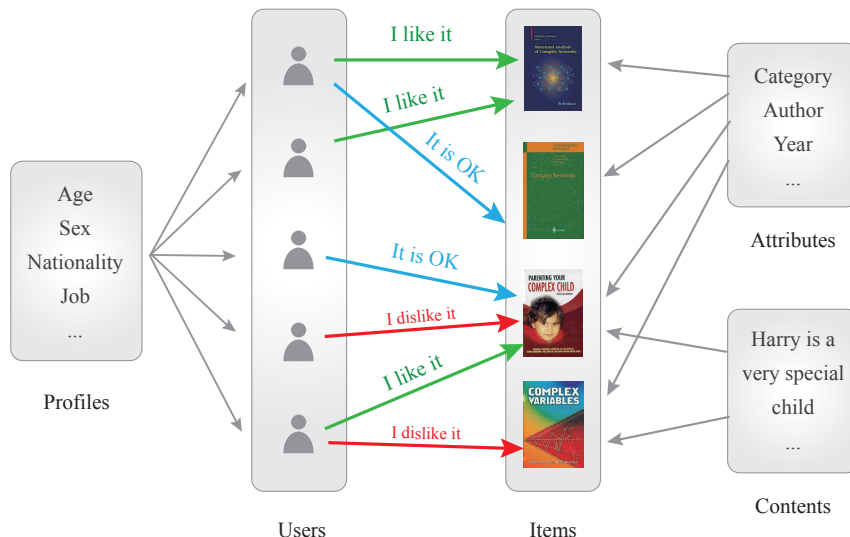 Age
Sex
Nationality
Job
...
Profiles
Users
I like it
I like it
It is OK
It is OK
I dislike it
I like it
I dislike it
Structural Analysis
of Complex Networks
Complex Networks
PARENTING YOUR
COMPLEX CHILD
COMPLEX
VARIABLES
Items
Category
Author
Year
...
Attributes
Harry is a
very special
child
...
Contents